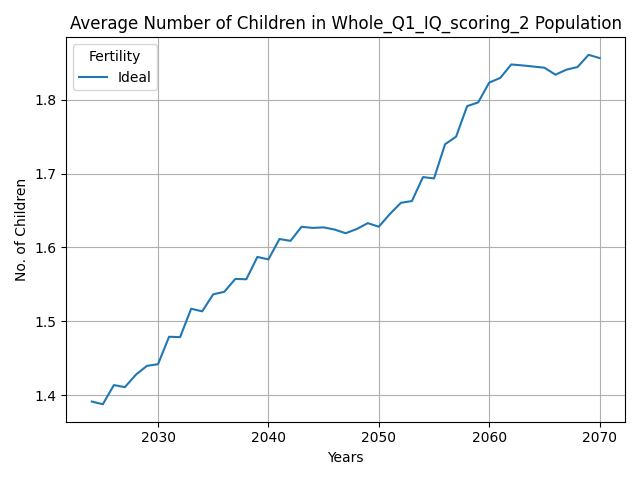 Average Number of Children in Whole_Q1_IQ_scoring_2 Population
Fertility
Ideal
No. of Children
1.8
1.7
1.6
1.5
1.4
2030 2040 2050 2060 2070
Years